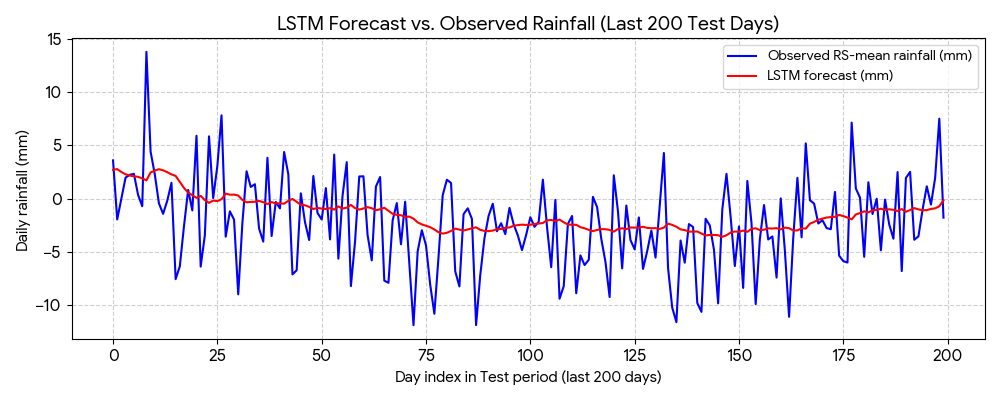 LSTM Forecast vs. Observed Rainfall (Last 200 Test Days)
Observed RS-mean rainfall (mm)
LSTM forecast (mm)
Daily rainfall (mm)
15
10
5
0
−5
−10
0 25 50 75 100 125 150 175 200
Day index in Test period (last 200 days)